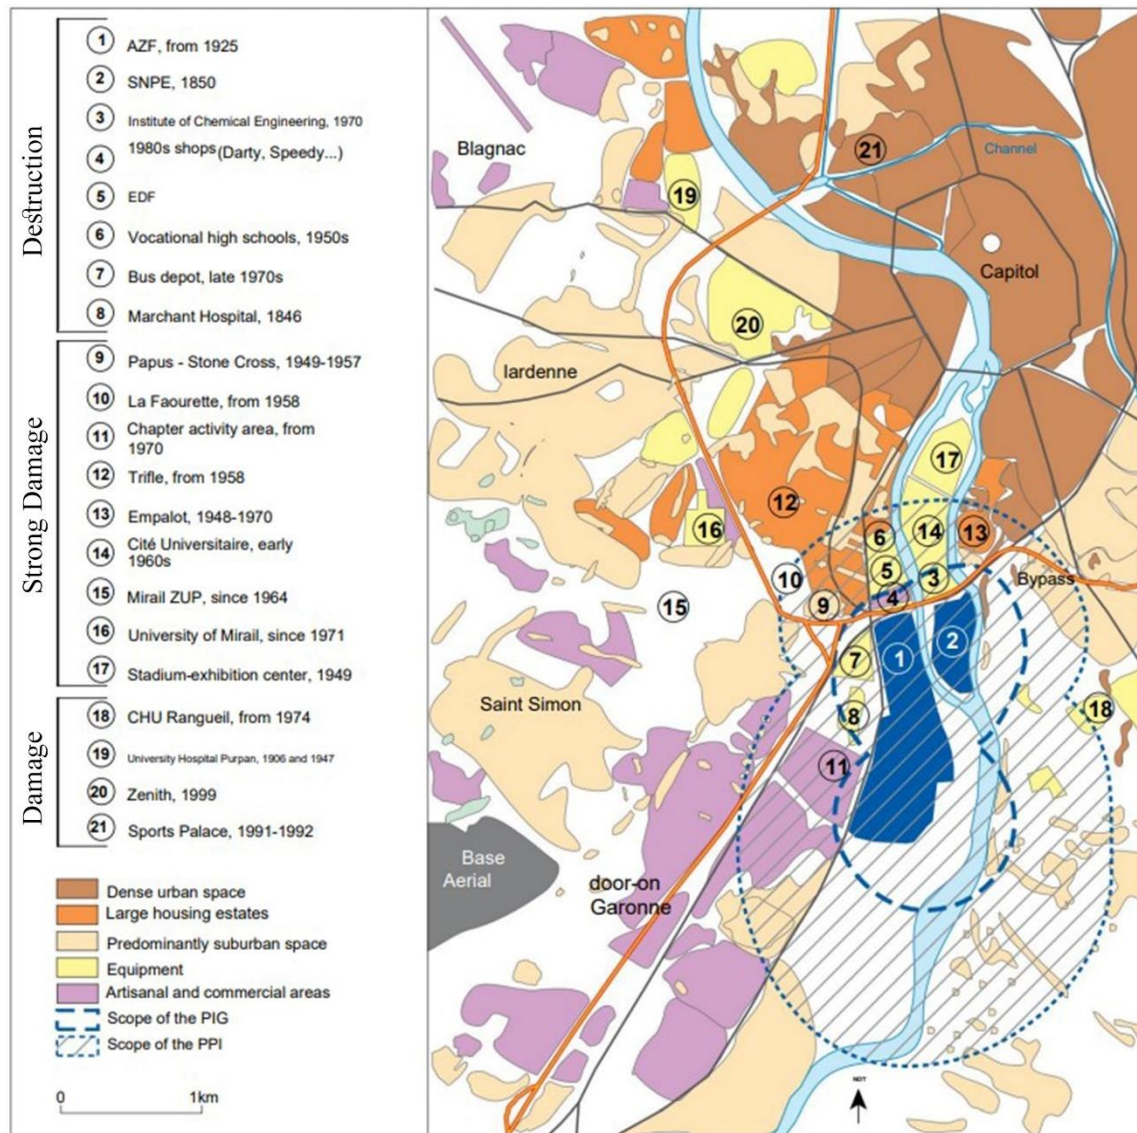 Destruction
1 AZF, from 1925
2 SNPE, 1850
3 Institute of Chemical Engineering, 1970
4 1980s shops(Darty, Speedy...)
5 EDF
6 Vocational high schools, 1950s
7 Bus depot, late 1970s
8 Marchant Hospital, 1846
Strong Damage
9 Papus - Stone Cross, 1949-1957
10 La Faourette, from 1958
11 Chapter activity area, from
1970
12 Trifle, from 1958
13 Empalot, 1948-1970
14 Cité Universitaire, early
1960s
15 Mirail ZUP, since 1964
16 University of Mirail, since 1971
17 Stadium-exhibition center, 1949
Damage
18 CHU Rangueil, from 1974
19 University Hospital Purpan, 1906 and 1947
20 Zenith, 1999
21 Sports Palace, 1991-1992
Dense urban space
Large housing estates
Predominantly suburban space
Equipment
Artisanal and commercial areas
Scope of the PIG
Scope of the PPI
0 1km
Blagnac
21
Channel
19
Capitol
20
lardenne
17
12
16
6
14
13
5
10
3
Bypass
4
9
15
2
1
7
Saint Simon
8
18
11
Base
Aerial
door-on
Garonne